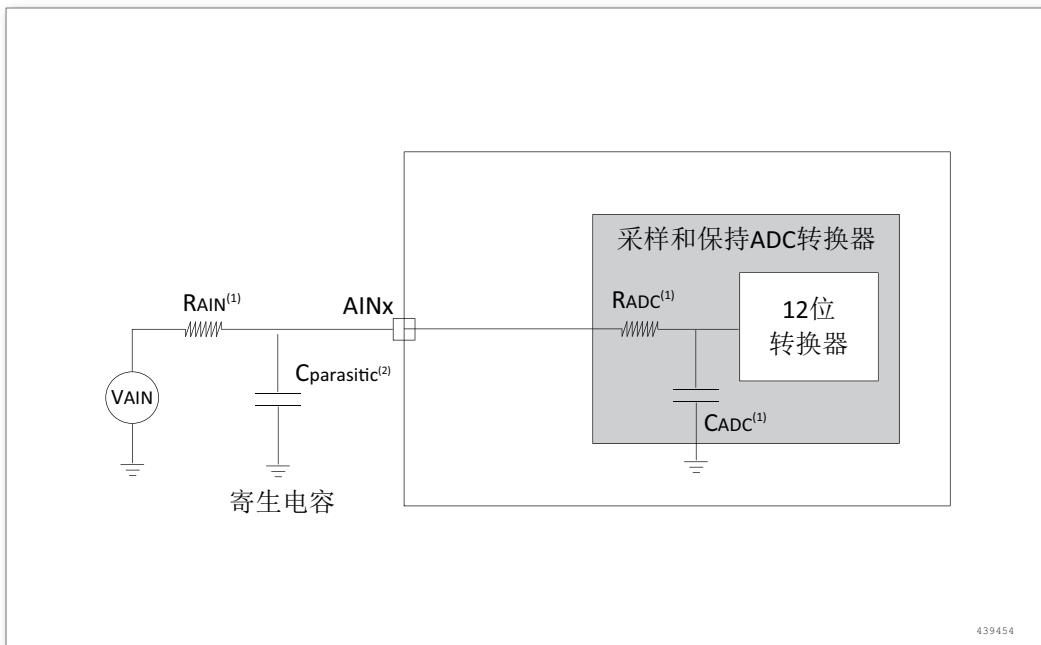 采样和保持ADC转换器
RAIN(1)
AINx
RADC(1)
12位
转换器
Cparasitic(2)
VAIN
CADC(1)
寄生电容
439454